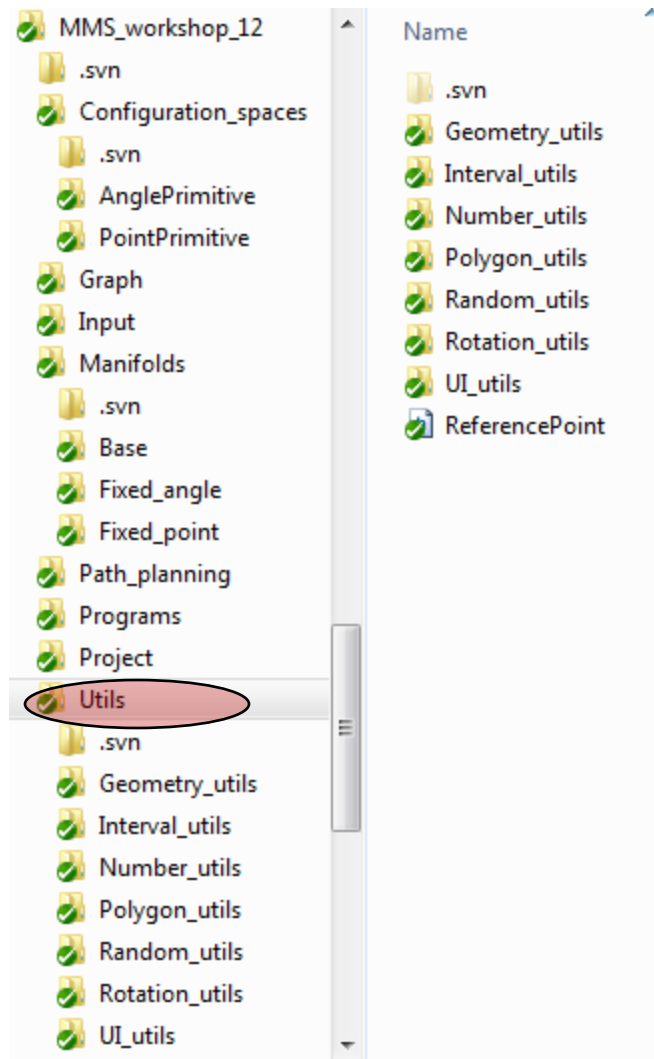 MMS_workshop_12
.svn
Configuration_spaces
.svn
AnglePrimitive
PointPrimitive
Graph
Input
Manifolds
.svn
Base
Fixed_angle
Fixed_point
Path_planning
Programs
Project
Utils
.svn
Geometry_utils
Interval_utils
Number_utils
Polygon_utils
Random_utils
Rotation_utils
UI_utils
Name
.svn
Geometry_utils
Interval_utils
Number_utils
Polygon_utils
Random_utils
Rotation_utils
UI_utils
ReferencePoint